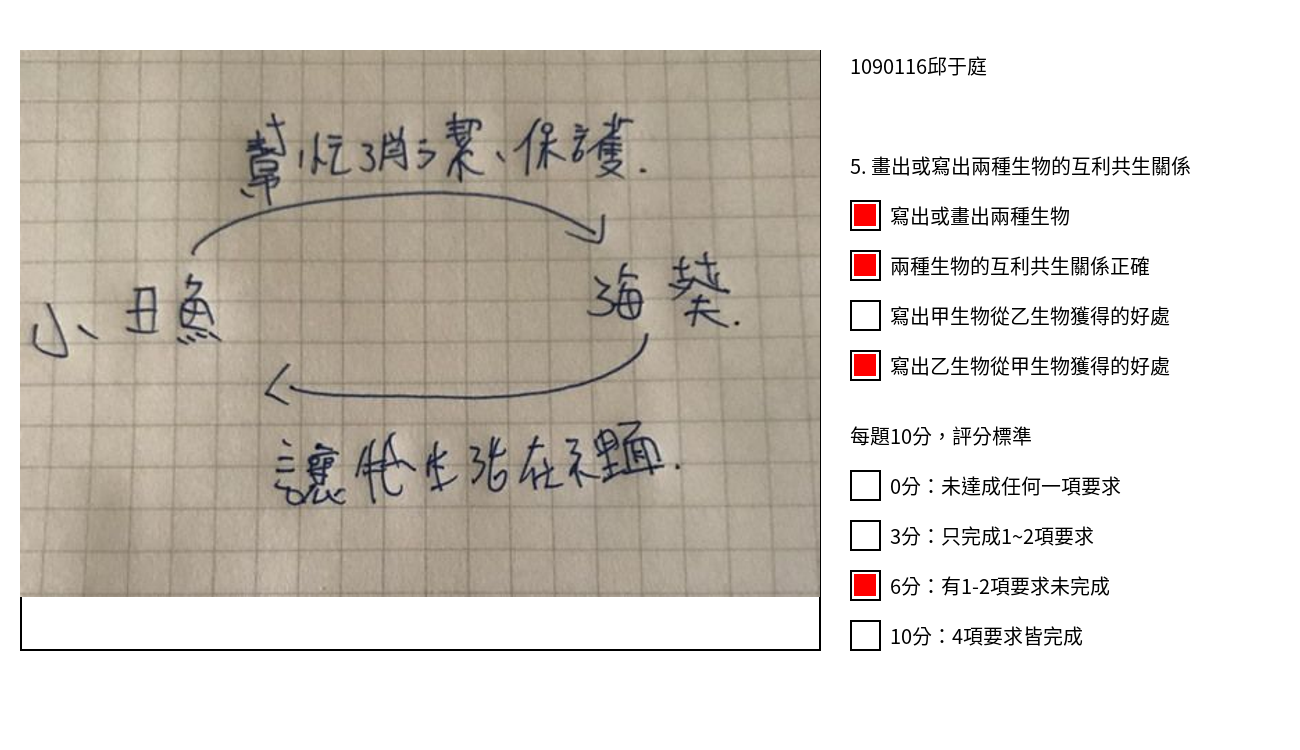 幫忙消潔、保護.
小丑魚
海葵.
讓牠生活在裡面.
1090116邱于庭
5. 畫出或寫出兩種生物的互利共生關係
寫出或畫出兩種生物
兩種生物的互利共生關係正確
寫出甲生物從乙生物獲得的好處
寫出乙生物從甲生物獲得的好處
每題10分，評分標準
0分：未達成任何一項要求
3分：只完成1~2項要求
6分：有1-2項要求未完成
10分：4項要求皆完成